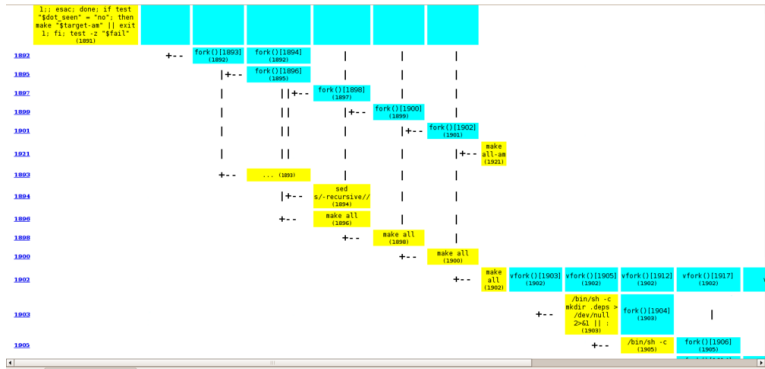 1;; esac; done; if test
"$dot_seen" = "no"; then
make "$target-am" || exit
1; fi; test -z "$fail"
(1891)
1892 +-- fork()[1893] fork()[1894] | | |
(1892) (1892)
1895 |+-- fork()[1896] | | |
(1895)
1897 | ||+-- fork()[1898] | |
(1897)
1899 | || |+-- fork()[1900] |
(1899)
1901 | || | |+-- fork()[1902]
(1901)
1921 | || | | |+-- make
all-am
(1921)
1893 +-- ... (1893) | | |
1894 |+-- sed
s/-recursive// | |
(1894)
1896 +-- make all | |
(1896)
1898 +-- make all |
(1898)
1900 +-- make all
(1900)
1902 +-- make
all vfork()[1903] vfork()[1905] vfork()[1912] vfork()[1917]
(1902) (1902) (1902) (1902) (1902)
1903 +-- /bin/sh -c
mkdir .deps >
/dev/null
2>&1 || :
(1903)
fork()[1904]
(1903)
|
1905 +-- /bin/sh -c fork()[1906]
(1905) (1905)